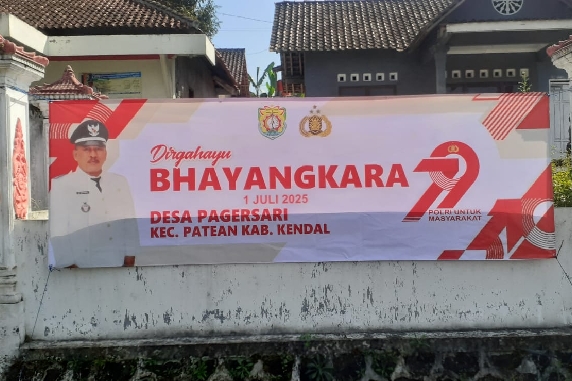 Dirgahayu
BHAYANGKARA
1 JULI 2025
DESA PAGERSARI
KEC. PATEAN KAB. KENDAL
79
POLRI UNTUK
MASYARAKAT